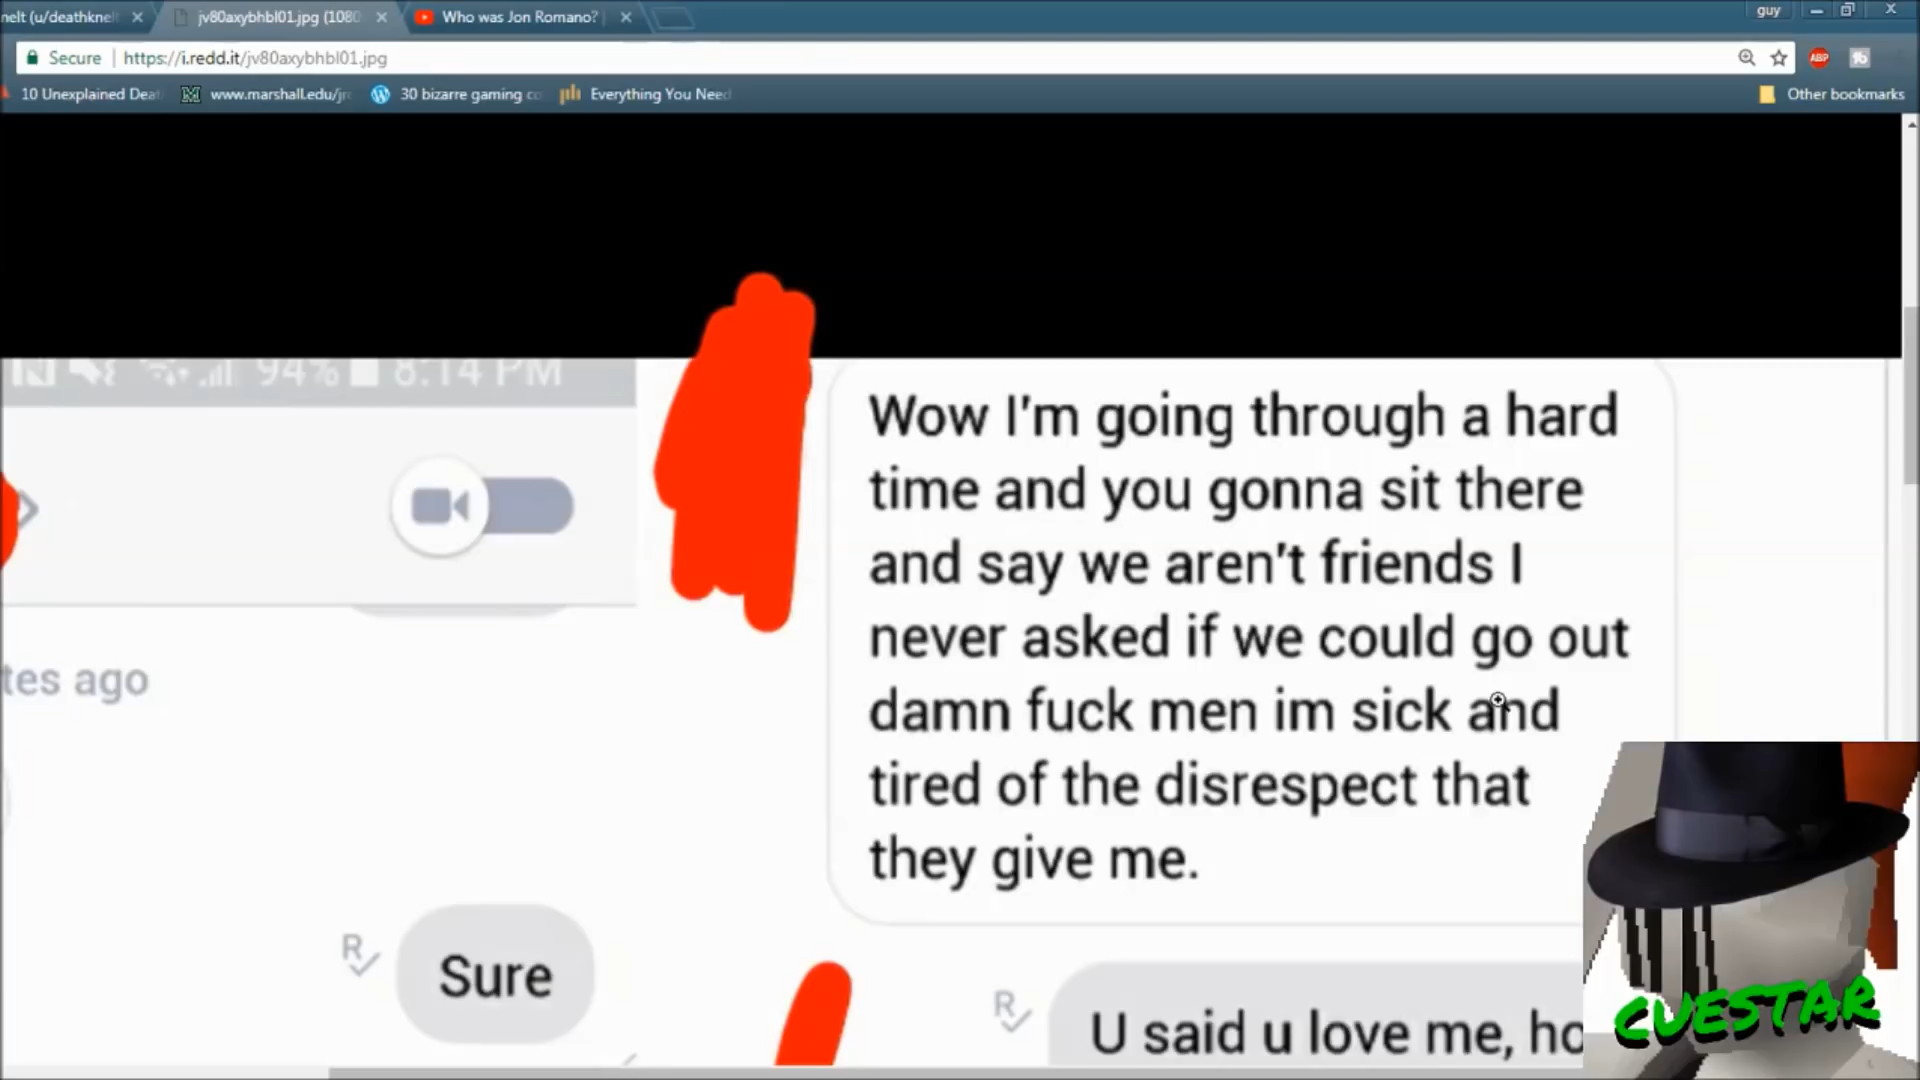 nelt (u/deathknelt
jv80axybhbl01.jpg (1080
Who was Jon Romano?
guy
Secure
https://i.redd.it/jv80axybhbl01.jpg
ABP
10 Unexplained Deat
www.marshall.edu/jrc
30 bizarre gaming co
Everything You Need
Other bookmarks
94% 8:14 PM
Wow I'm going through a hard
time and you gonna sit there
and say we aren't friends I
never asked if we could go out
damn fuck men im sick and
tired of the disrespect that
they give me.
tes ago
R
Sure
R
U said u love me, ho
CUESTAR